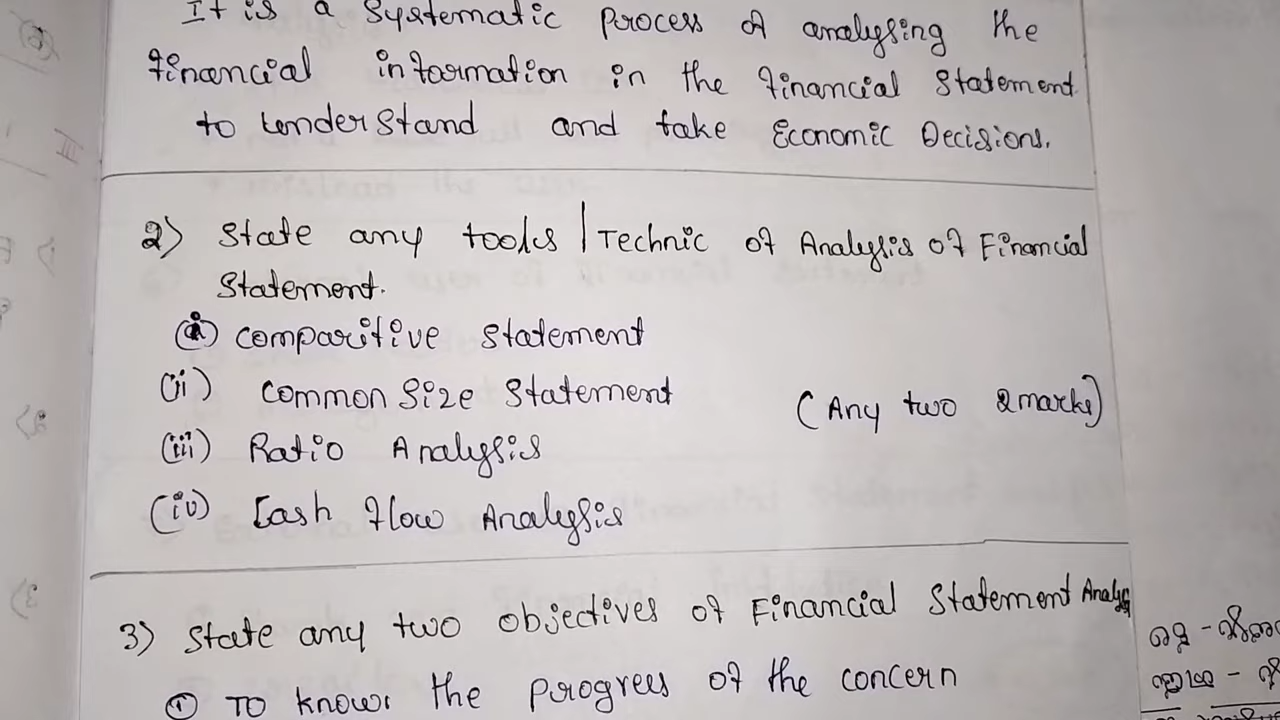 It is a Systematic Process of analysing the
financial information in the financial Statement
to understand and take Economic Decisions.
2) State any tools | Technic of Analysis of Financial
Statement.
(i) Comparitive Statement
(ii) Common Size Statement
(Any two 2marks)
(iii) Ratio Analysis
(iv) Cash flow Analysis
3) State any two objectives of Financial Statement Analys
① To know the progress of the concern